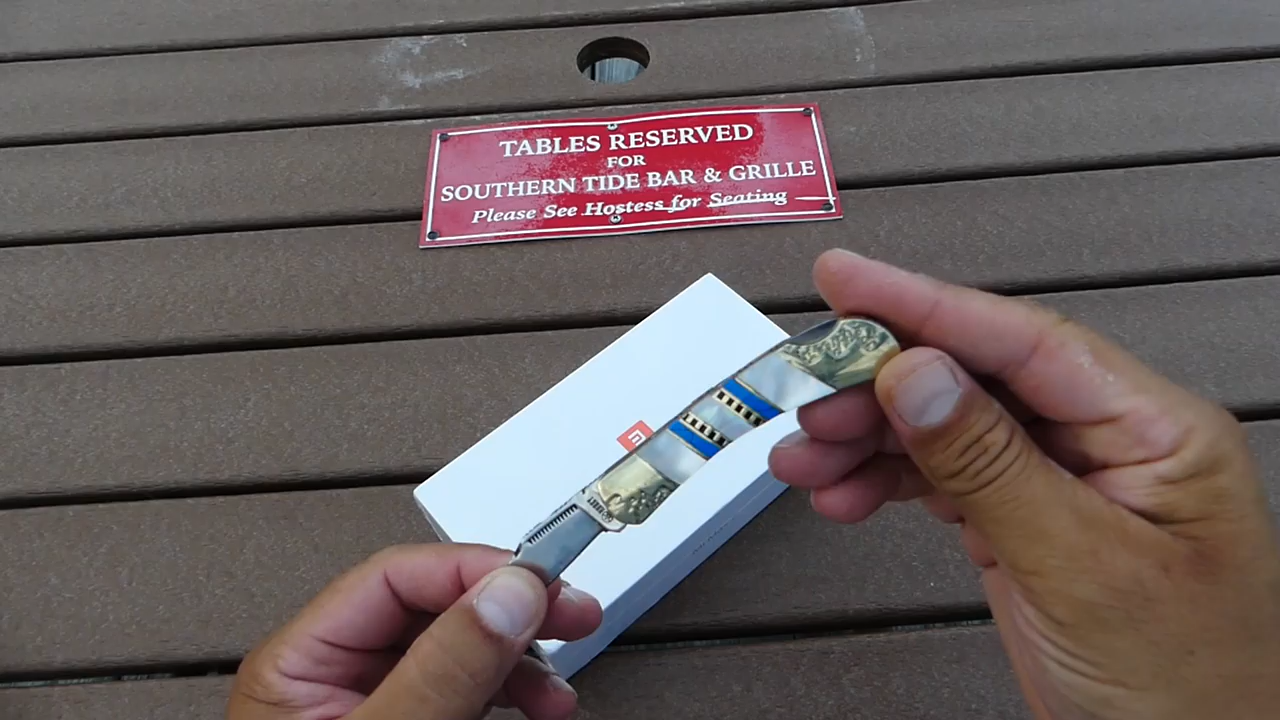 TABLES RESERVED
FOR
SOUTHERN TIDE BAR & GRILLE
Please See Hostess for Seating